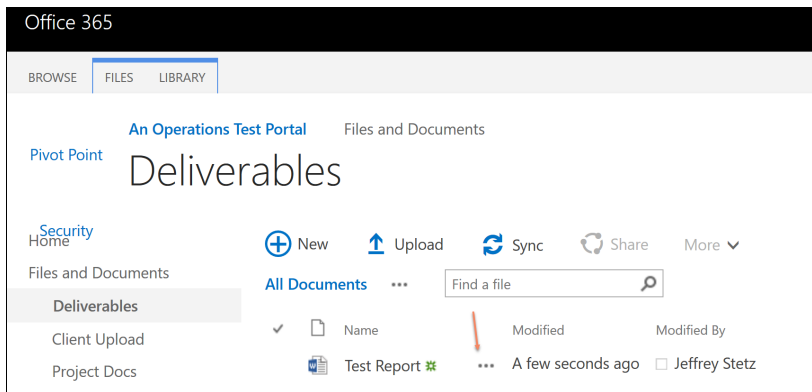 Office 365
BROWSE FILES LIBRARY
An Operations Test Portal Files and Documents
Pivot Point
Deliverables
Security
Home
New Upload Sync Share More
Files and Documents
All Documents ... Find a file
Deliverables
Name Modified Modified By
Client Upload
Test Report ... A few seconds ago Jeffrey Stetz
Project Docs